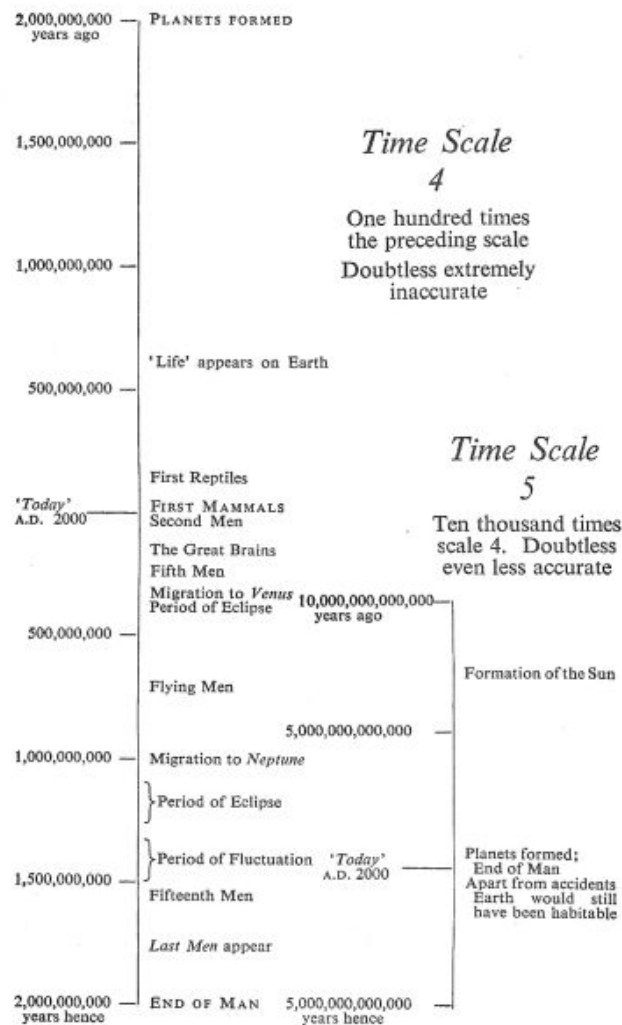 2,000,000,000 years ago
PLANETS FORMED
1,500,000,000
Time Scale
4
One hundred times
the preceding scale
Doubtless extremely
inaccurate
1,000,000,000
'Life' appears on Earth
500,000,000
Time Scale
5
Ten thousand times
scale 4. Doubtless
even less accurate
First Reptiles
'Today'
A.D. 2000
FIRST MAMMALS
Second Men
The Great Brains
Fifth Men
Migration to Venus
Period of Eclipse
500,000,000
Flying Men
1,000,000,000
Migration to Neptune
Period of Eclipse
Period of Fluctuation
1,500,000,000
Fifteenth Men
Last Men appear
2,000,000,000
years hence
END OF MAN
10,000,000,000,000
years ago
Formation of the Sun
5,000,000,000,000
'Today'
A.D. 2000
Planets formed;
End of Man
Apart from accidents
Earth would still
have been habitable
5,000,000,000,000
years hence